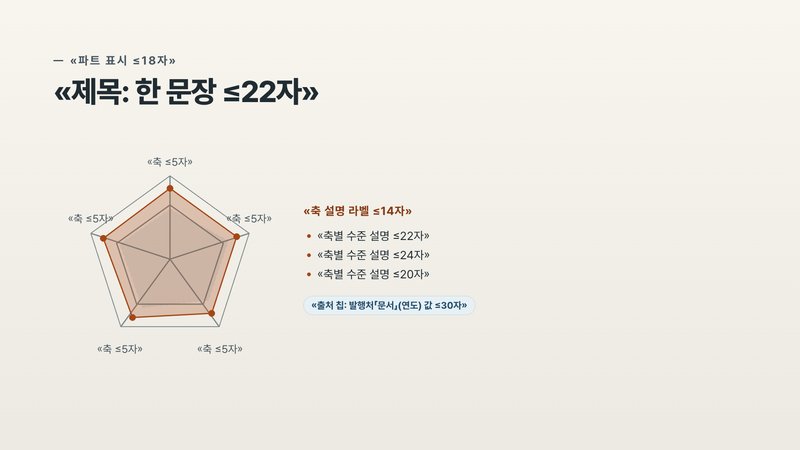 — «파트 표시 ≤18자»
«제목: 한 문장 ≤22자»
«축 ≤5자»
«축 ≤5자»
«축 ≤5자»
«축 ≤5자»
«축 ≤5자»
«축 설명 라벨 ≤14자»
• «축별 수준 설명 ≤22자»
• «축별 수준 설명 ≤24자»
• «축별 수준 설명 ≤20자»
«출처 칩: 발행처「문서」(연도) 값 ≤30자»